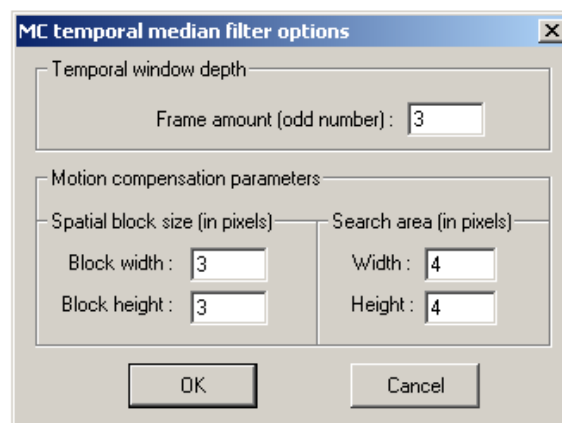 MC temporal median filter options
Temporal window depth
Frame amount (odd number) : 3
Motion compensation parameters
Spatial block size (in pixels) Search area (in pixels)
Block width : 3 Width : 4
Block height : 3 Height : 4
OK Cancel